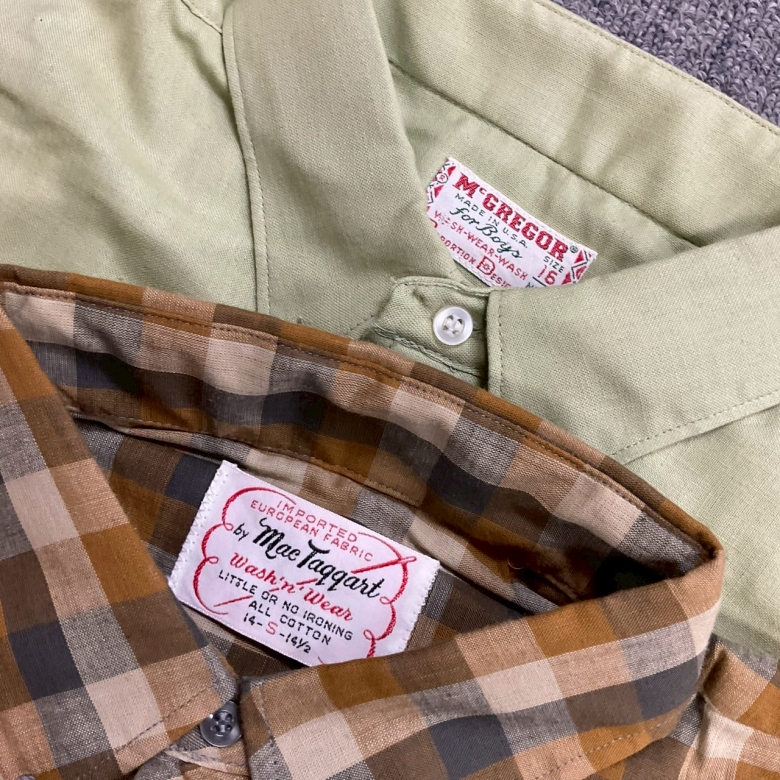 McGREGOR®
MADE IN U.S.A.
for Boys
WASH-WEAR-WASH
SIZE
16
IMPORTED
EUROPEAN FABRIC
by MacTaggart
Wash 'n' Wear
LITTLE OR NO IRONING
ALL COTTON
14-S-14½